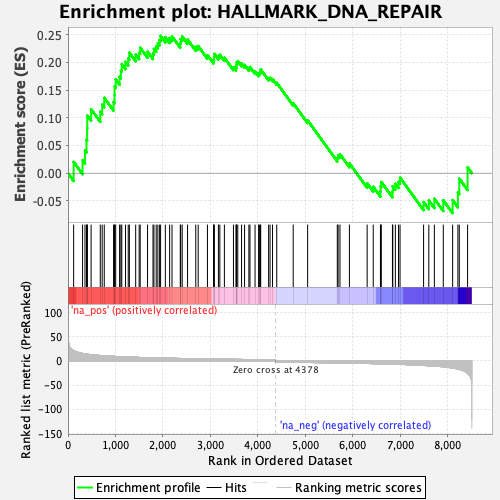 Enrichment plot: HALLMARK_DNA_REPAIR
Enrichment score (ES)
0.25
0.20
0.15
0.10
0.05
0.00
-0.05
'na_pos' (positively correlated)
Ranked list metric (PreRanked)
100
50
0
-50
-100
-150
Zero cross at 4378
'na_neg' (negatively correlated)
0
1,000
2,000
3,000
4,000
5,000
6,000
7,000
8,000
Rank in Ordered Dataset
Enrichment profile
Hits
Ranking metric scores